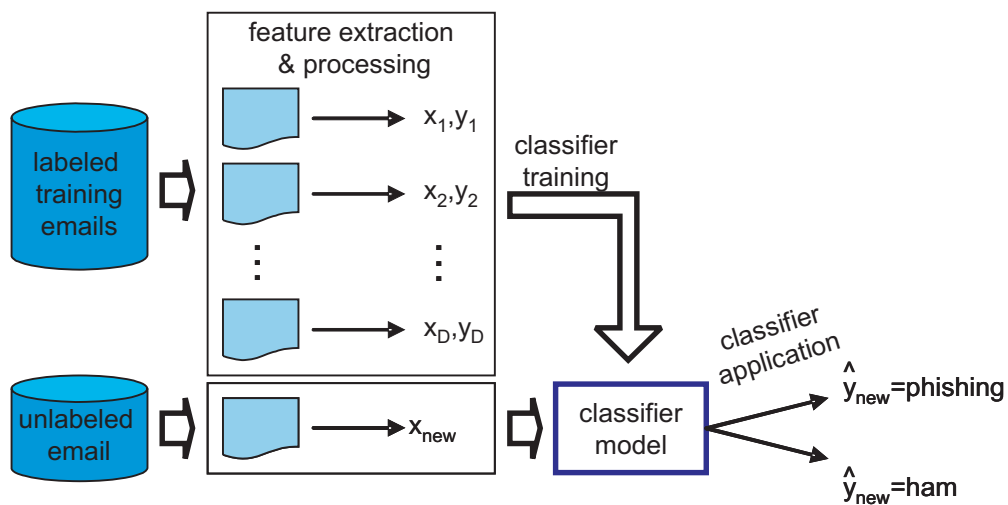 feature extraction
& processing
labeled
training
emails
x1,y1
x2,y2
⋮
⋮
xD,yD
classifier
training
unlabeled
email
xnew
classifier
model
classifier
application
ŷnew=phishing
ŷnew=ham